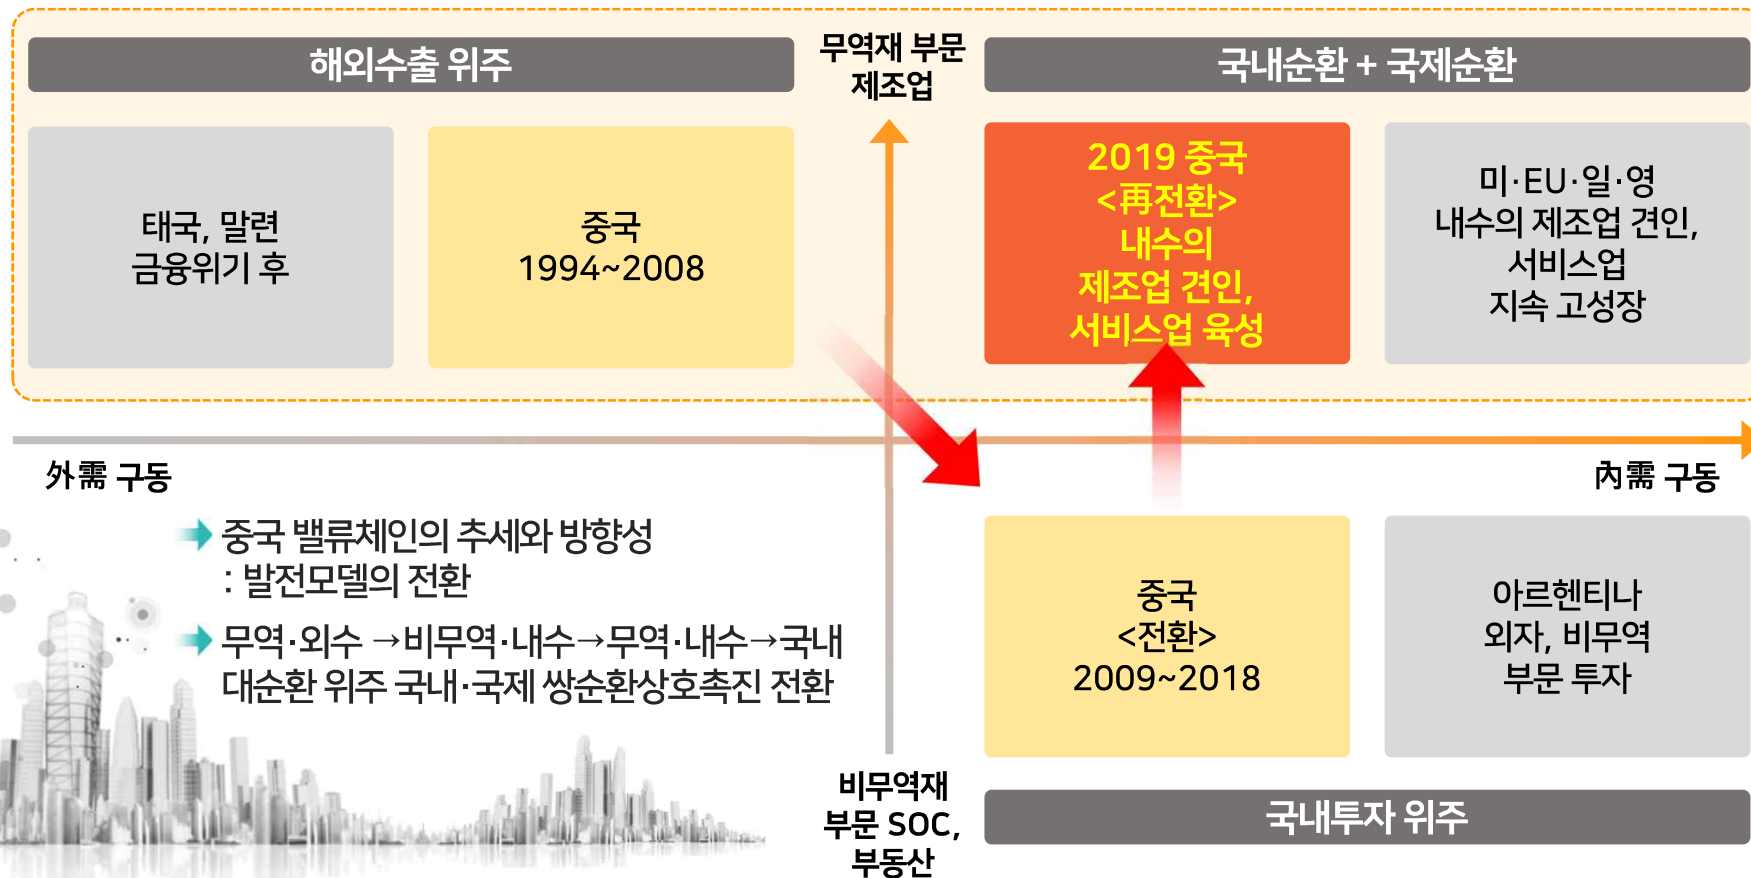 해외수출 위주
무역재 부문
제조업
국내순환 + 국제순환
태국, 말련
금융위기 후
중국
1994~2008
2019 중국
<再전환>
내수의
제조업 견인,
서비스업 육성
미·EU·일·영
내수의 제조업 견인,
서비스업
지속 고성장
外需 구동
內需 구동
중국 밸류체인의 추세와 방향성
: 발전모델의 전환
무역·외수 →비무역·내수→무역·내수→국내
대순환 위주 국내·국제 쌍순환상호촉진 전환
중국
<전환>
2009~2018
아르헨티나
외자, 비무역
부문 투자
비무역재
부문 SOC,
부동산
국내투자 위주